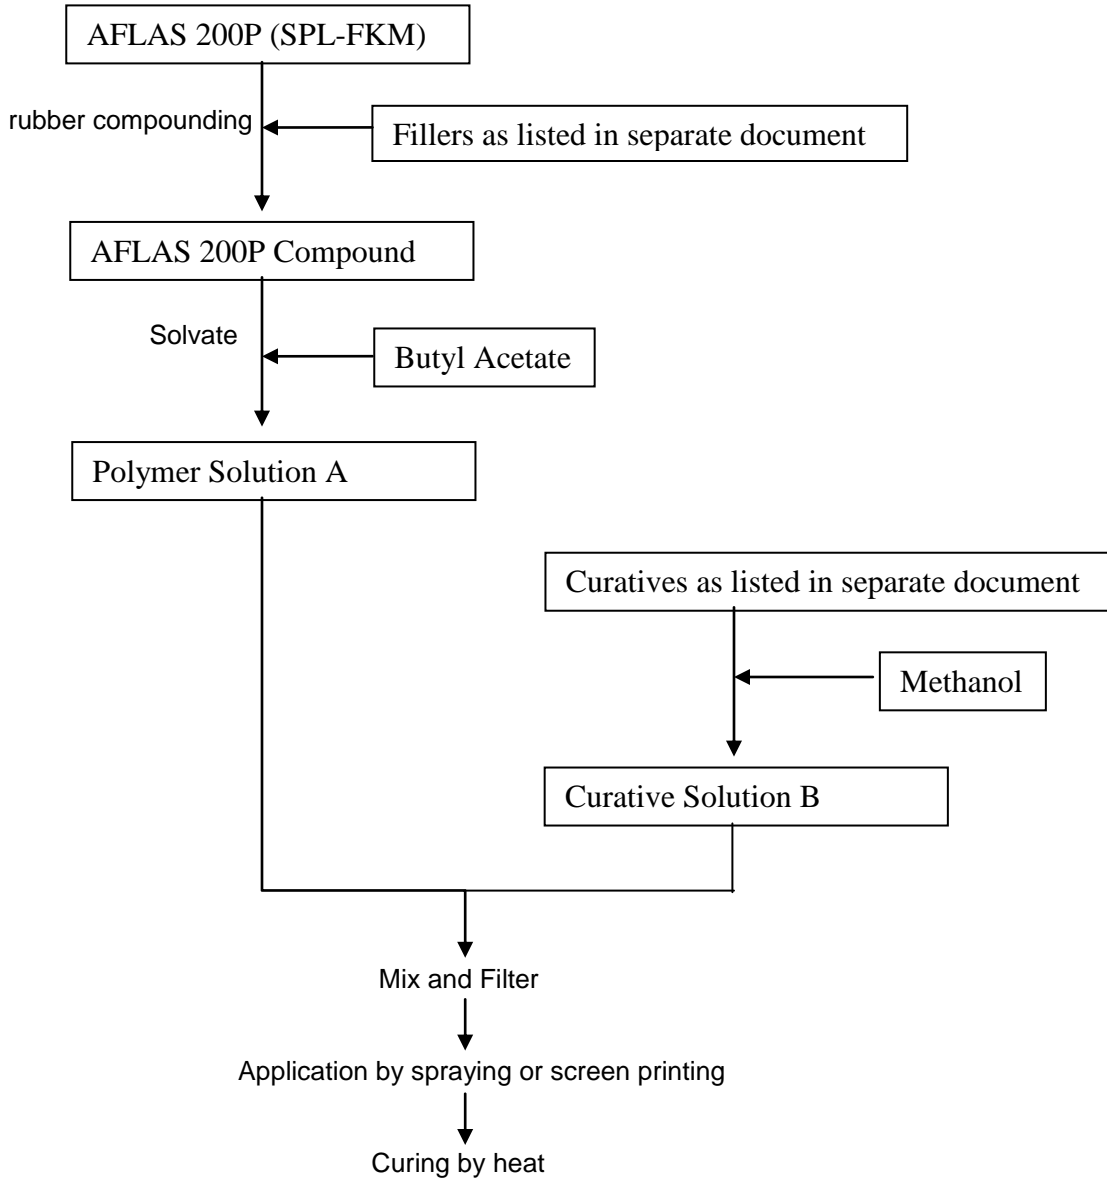 AFLAS 200P (SPL-FKM)
rubber compounding
Fillers as listed in separate document
AFLAS 200P Compound
Solvate
Butyl Acetate
Polymer Solution A
Curatives as listed in separate document
Methanol
Curative Solution B
Mix and Filter
Application by spraying or screen printing
Curing by heat